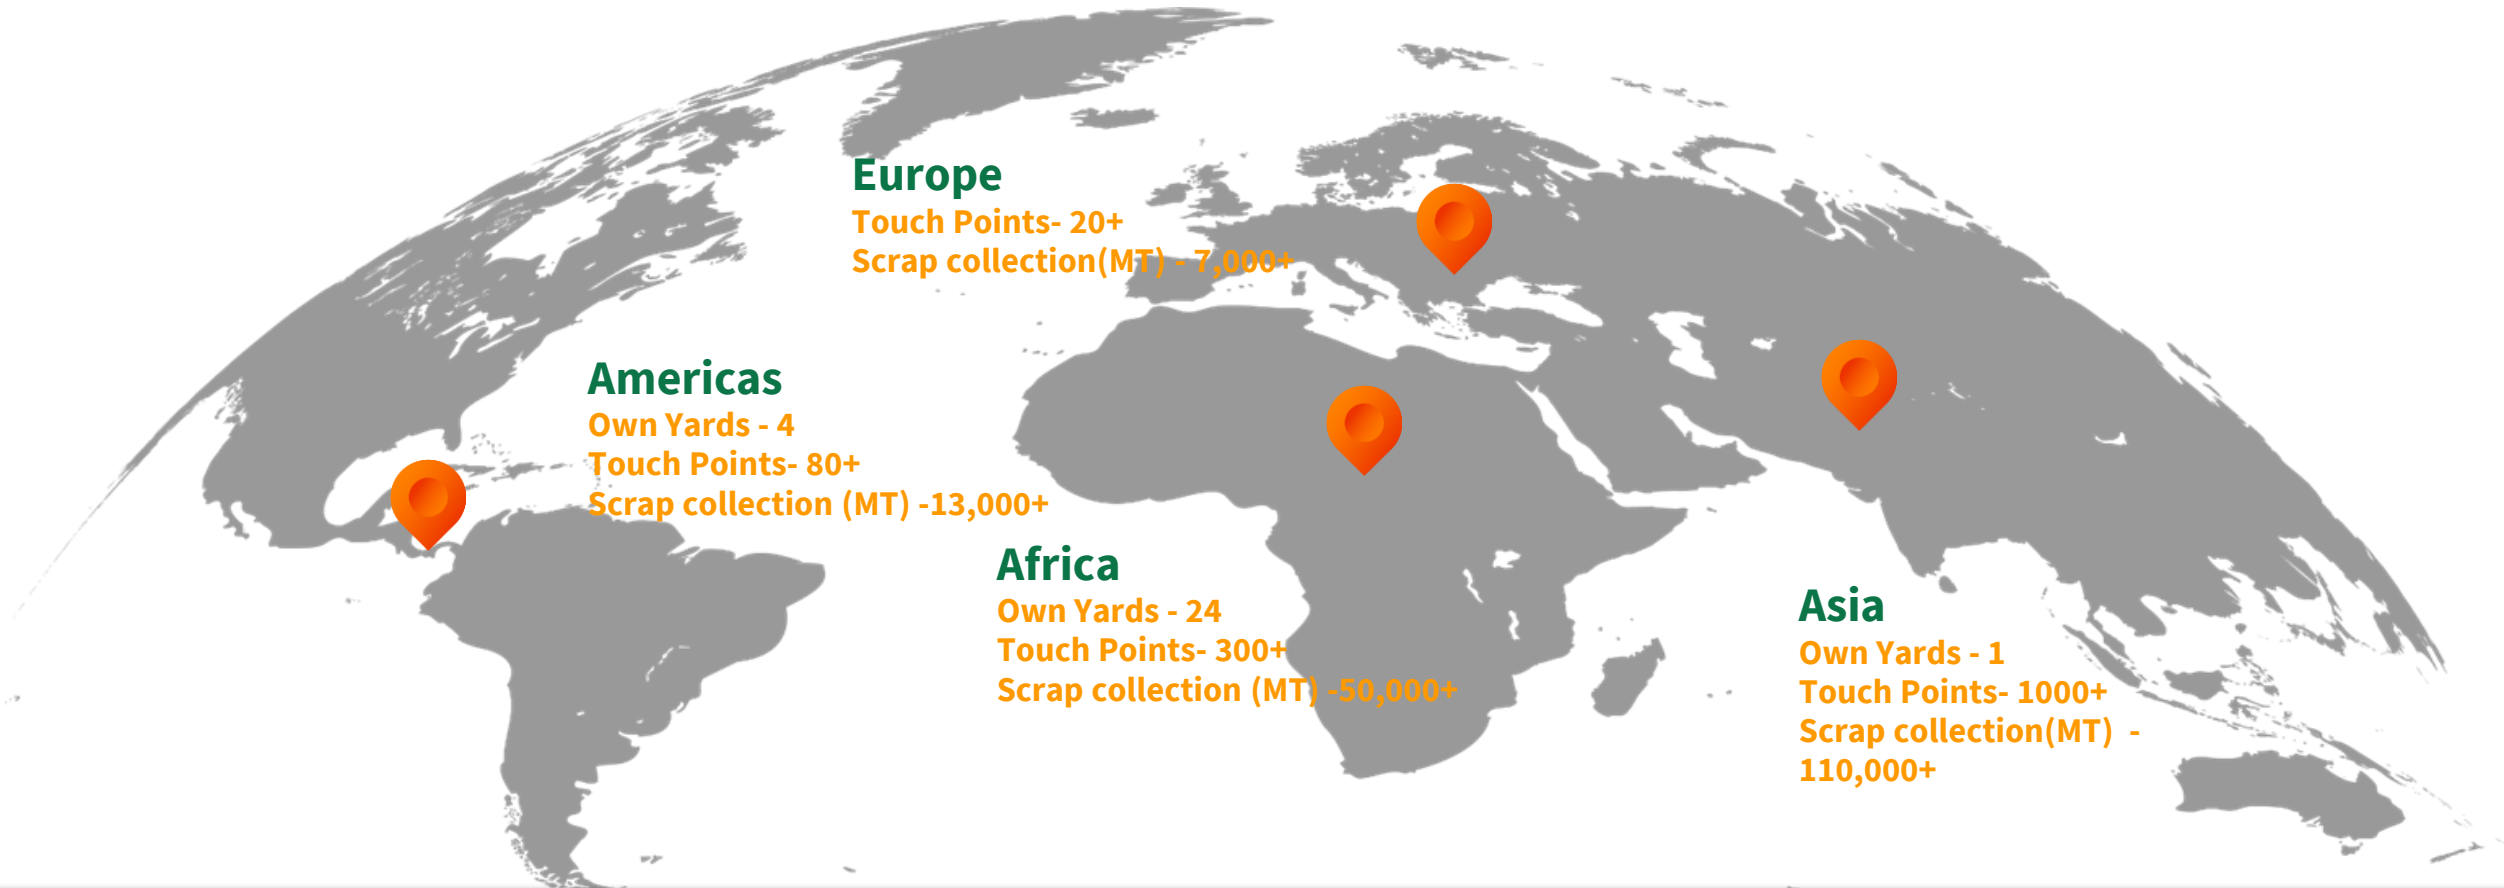 Europe
Touch Points- 20+
Scrap collection(MT) - 7,000+
Americas
Own Yards - 4
Touch Points- 80+
Scrap collection (MT) -13,000+
Africa
Own Yards - 24
Touch Points- 300+
Scrap collection (MT) -50,000+
Asia
Own Yards - 1
Touch Points- 1000+
Scrap collection(MT)  -
110,000+